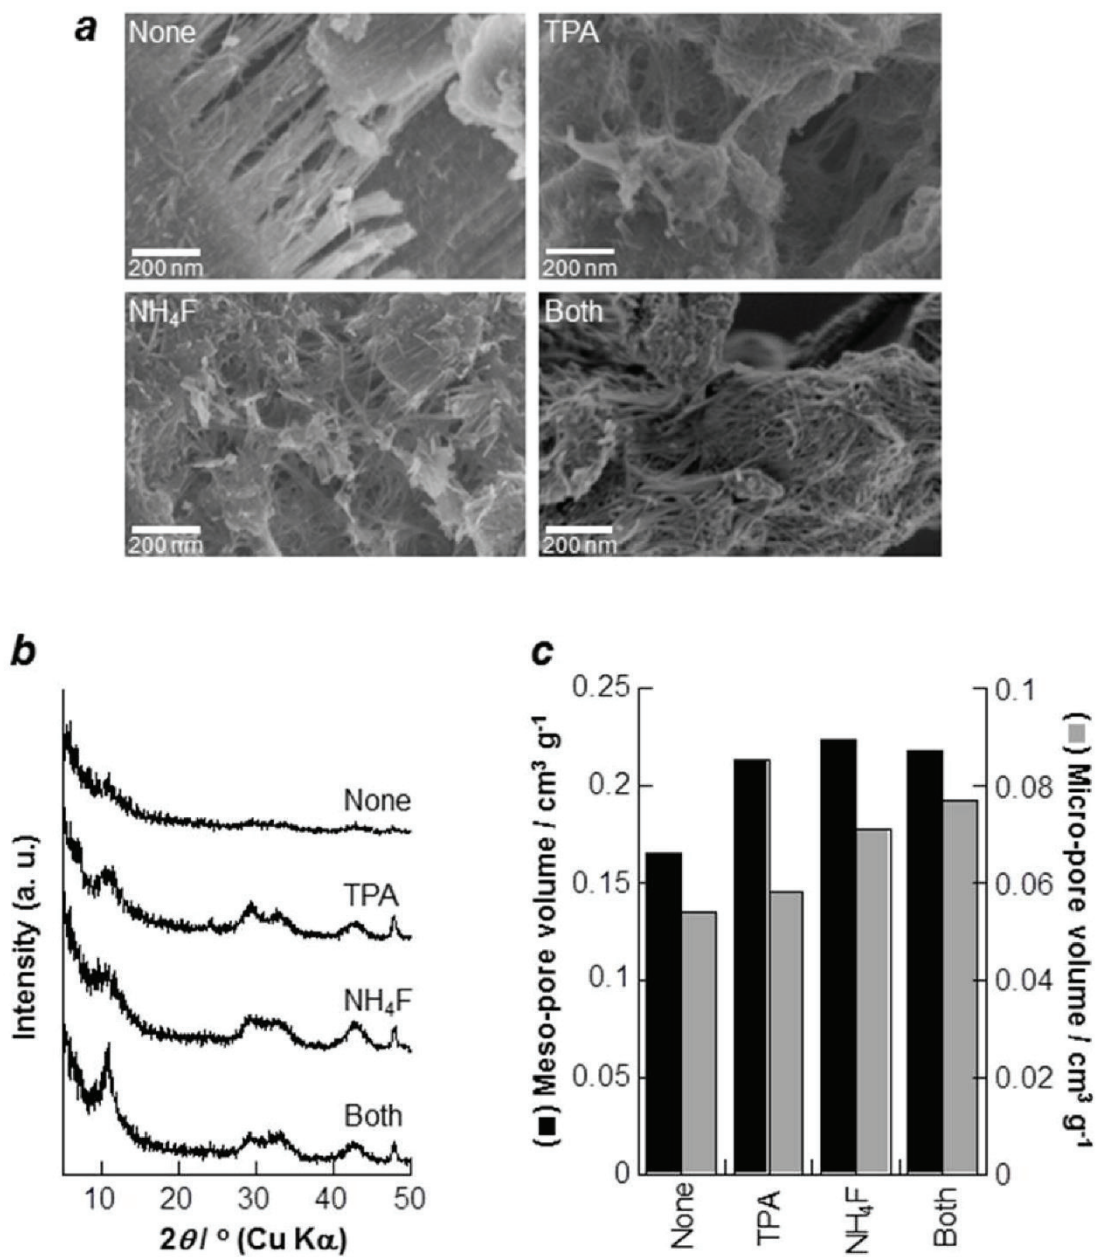 a
None
TPA
200 nm
200 nm
NH₄F
Both
200 nm
200 nm
b
Intensity (a. u.)
None
TPA
NH₄F
Both
10 20 30 40 50
2θ / ° (Cu Kα)
c
(■) Meso-pore volume / cm³ g⁻¹
0.25
0.2
0.15
0.1
0.05
0
0.1
0.08
0.06
0.04
0.02
0
(■) Micro-pore volume / cm³ g⁻¹
None
TPA
NH₄F
Both